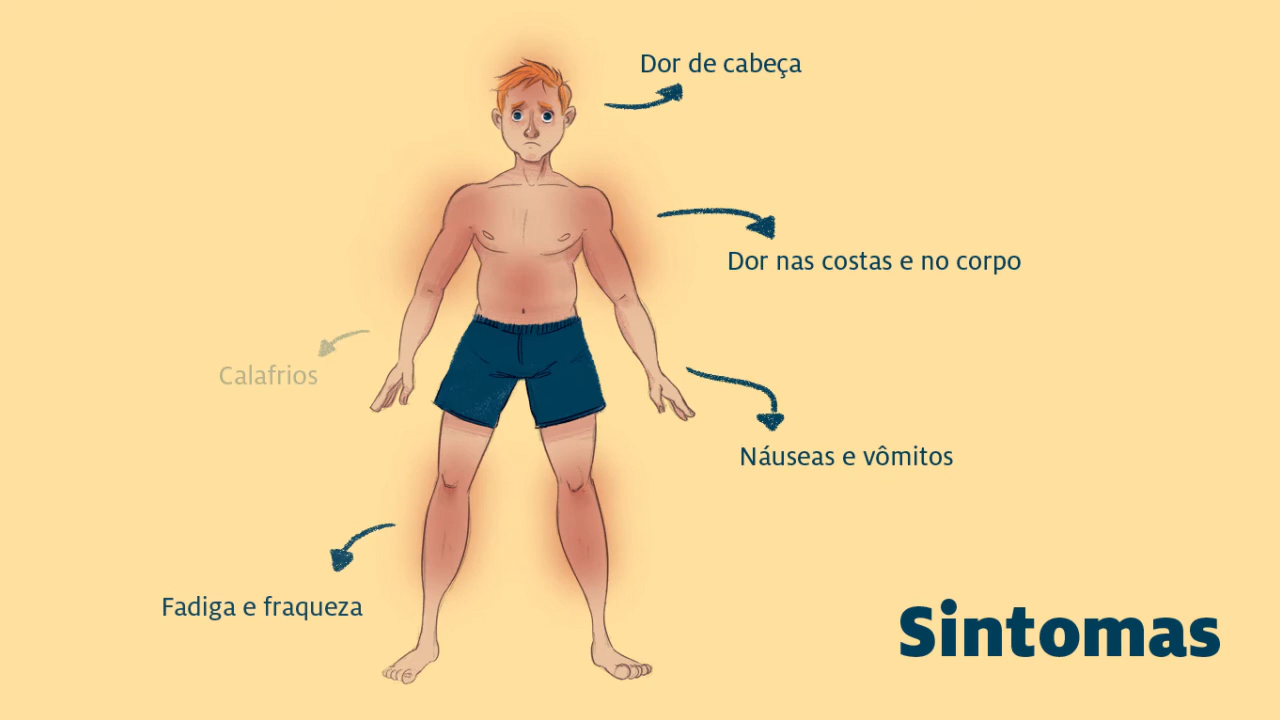 Dor de cabeça
Dor nas costas e no corpo
Calafrios
Náuseas e vômitos
Fadiga e fraqueza
Sintomas